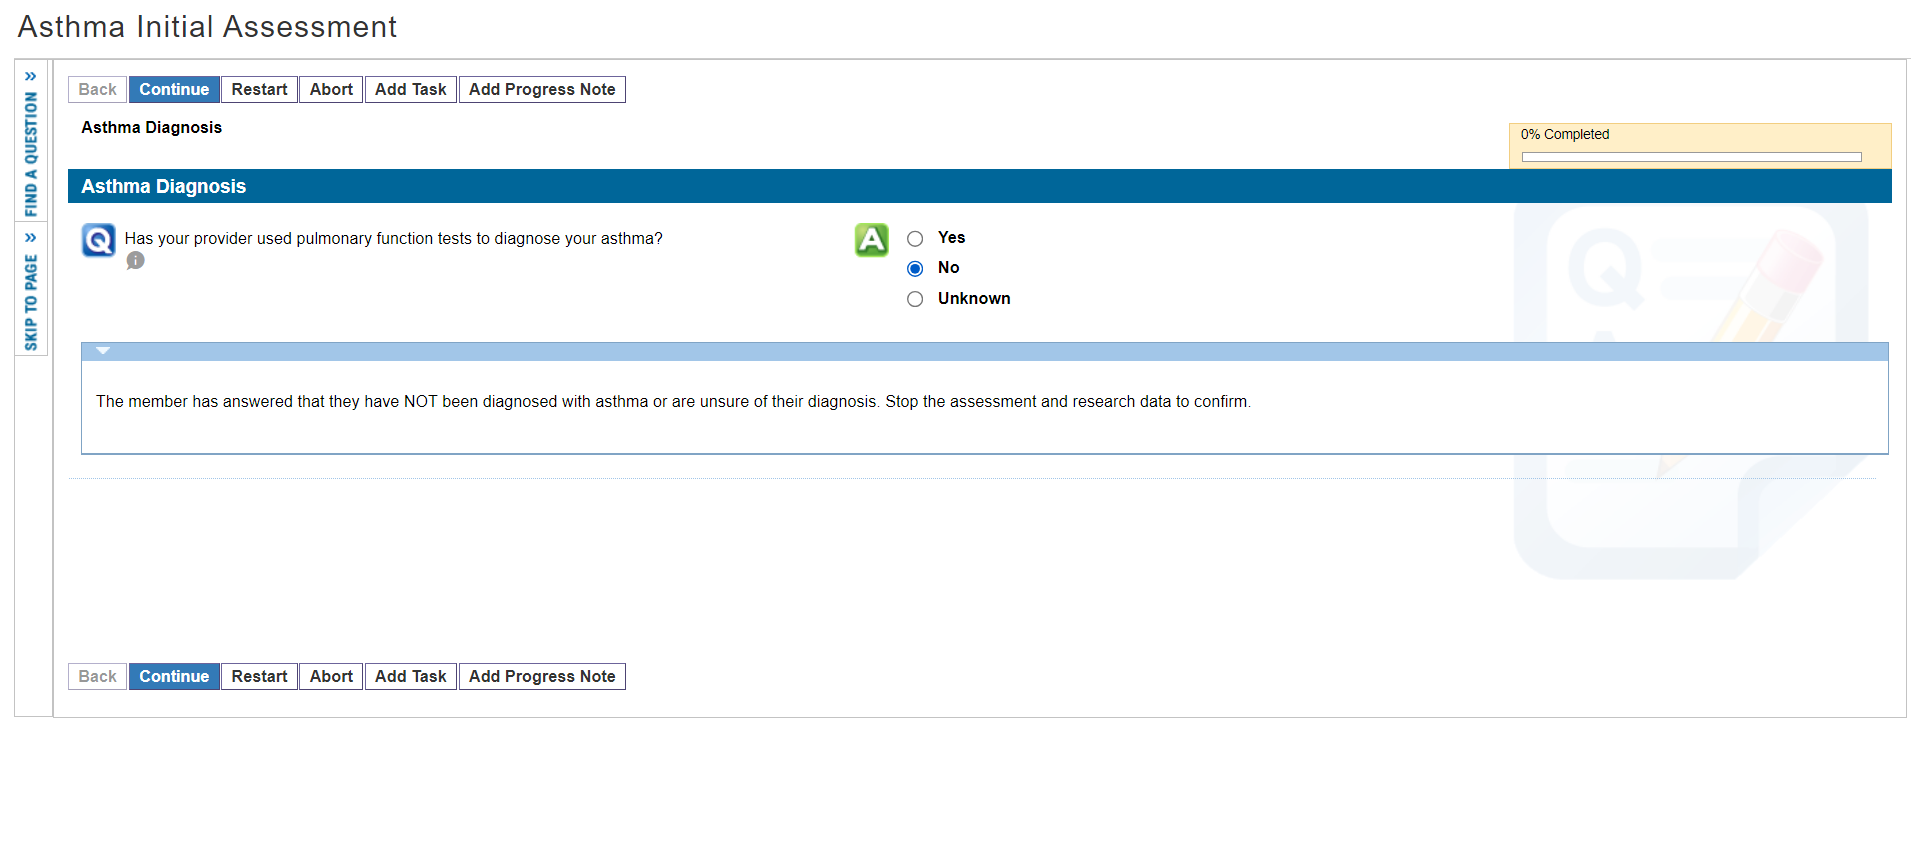 Asthma Initial Assessment
» FIND A QUESTION
» SKIP TO PAGE
Back Continue Restart Abort Add Task Add Progress Note
Asthma Diagnosis
0% Completed
Asthma Diagnosis
Q Has your provider used pulmonary function tests to diagnose your asthma?
i
A Yes
No
Unknown
Q
The member has answered that they have NOT been diagnosed with asthma or are unsure of their diagnosis. Stop the assessment and research data to confirm.
Back Continue Restart Abort Add Task Add Progress Note